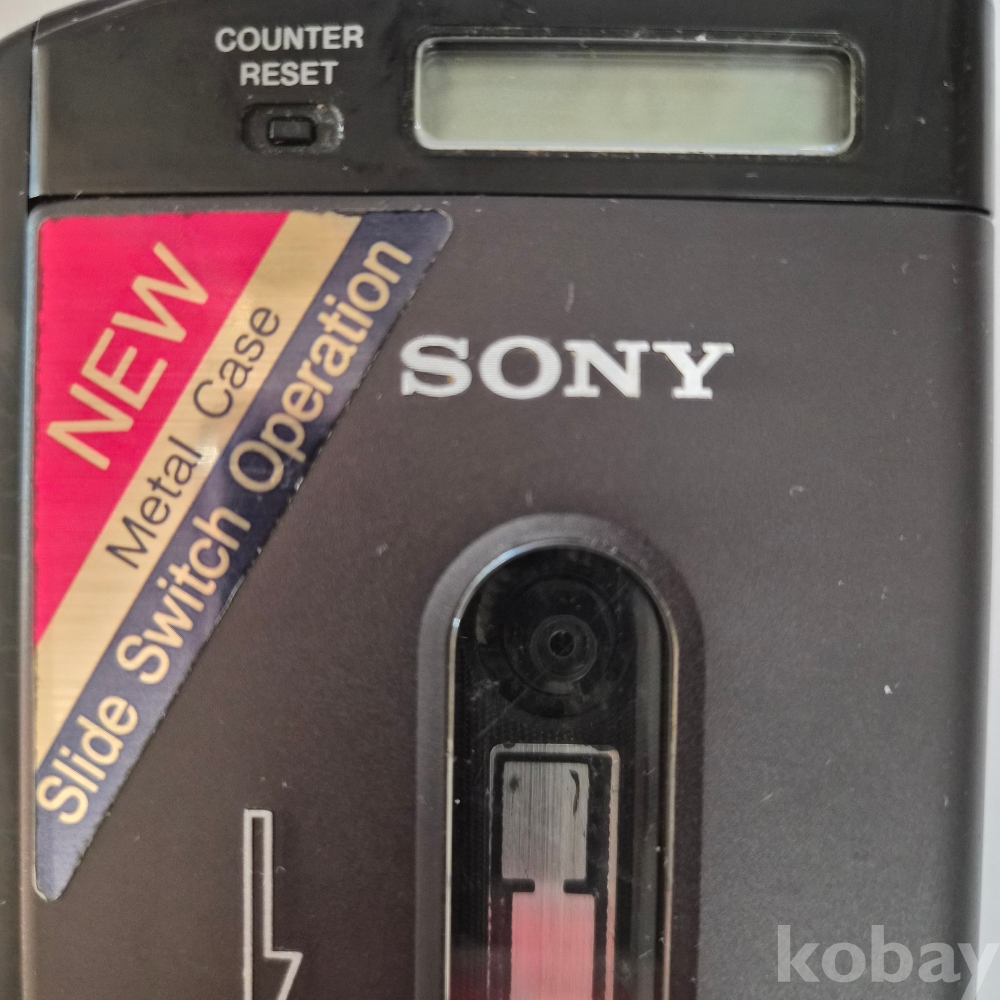 COUNTER
RESET
NEW
Metal Case
Slide Switch Operation
SONY
kobay